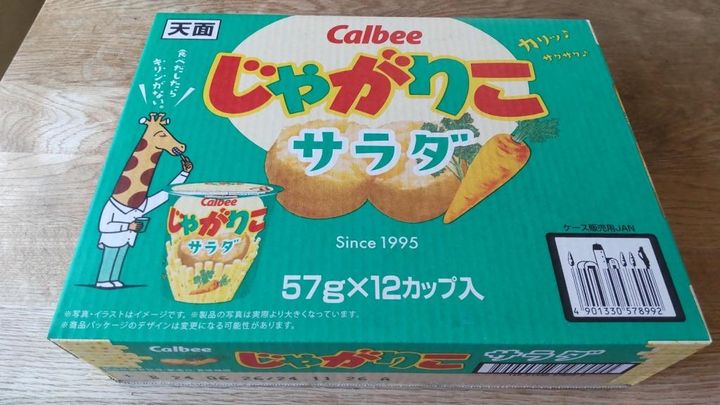 天面
Calbee
カリッ♪
サクサク♪
食べだしたら
キリンがない。
じゃがりこ
サラダ
Calbee
じゃがりこ
サラダ
Since 1995
57g×12カップ入
ケース販売用JAN
4 901330 578992
※写真・イラストはイメージです。※製品の写真は実際より大きくなっています。
※商品パッケージのデザインは変更になる可能性があります。
Calbee
じゃがりこ
サラダ